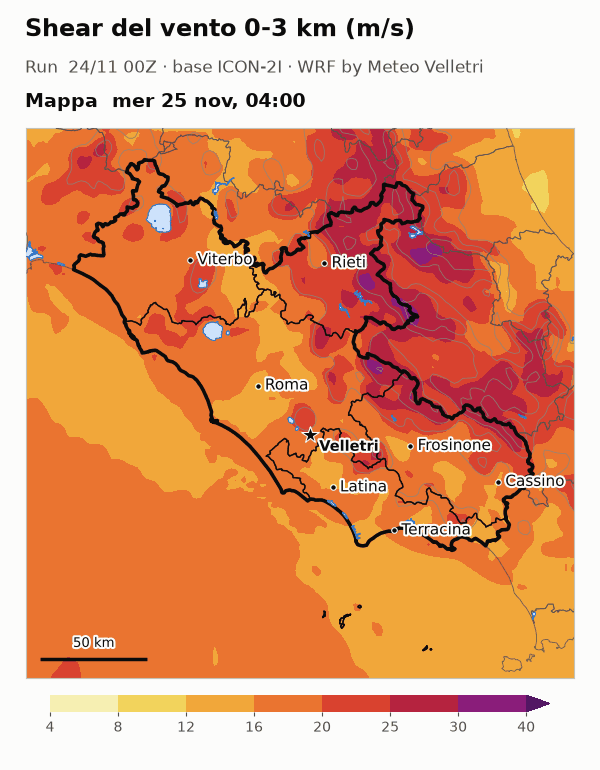 Shear del vento 0-3 km (m/s)
Run  24/11 00Z · base ICON-2I · WRF by Meteo Velletri
Mappa  mer 25 nov, 04:00
Viterbo
Rieti
Roma
Velletri
Frosinone
Latina
Cassino
Terracina
50 km
4 8 12 16 20 25 30 40